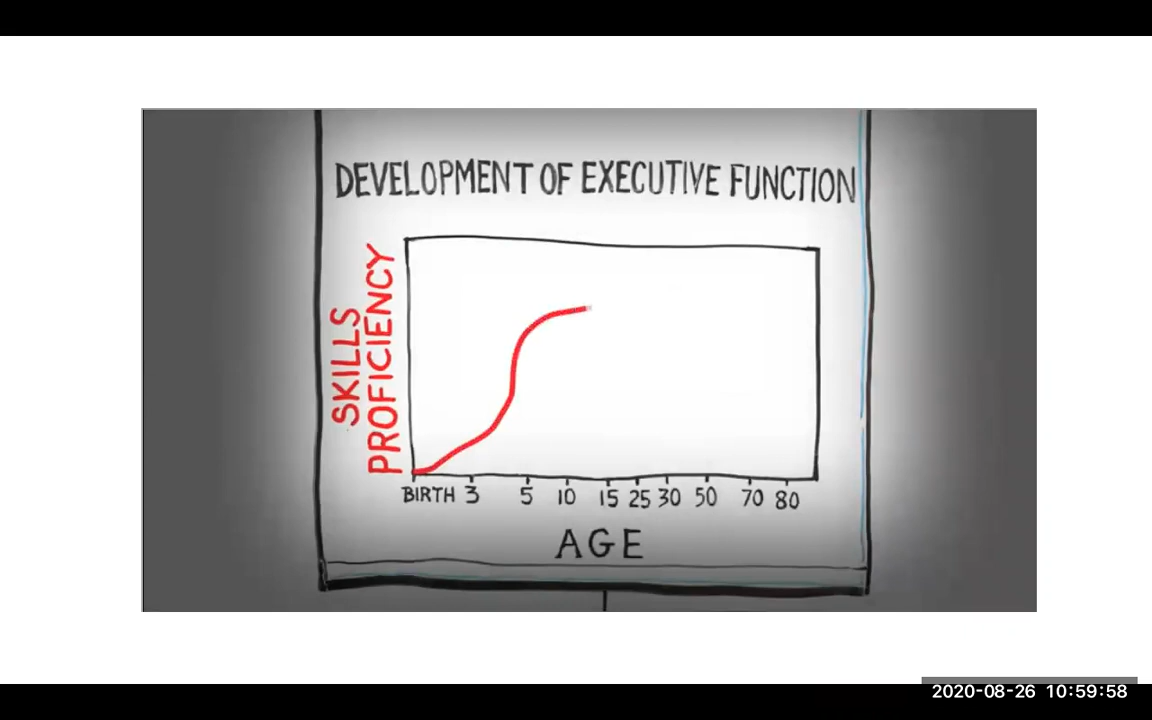 DEVELOPMENT OF EXECUTIVE FUNCTION
SKILLS
PROFICIENCY
BIRTH 3 5 10 15 25 30 50 70 80
AGE
2020-08-26 10:59:58